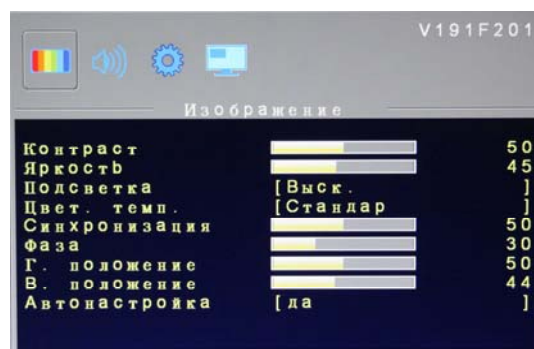 V191F201
Изображение
Контраст 50
Яркость 45
Подсветка [Выск. ]
Цвет. темп. [Стандар ]
Синхронизация 50
Фаза 30
Г. положение 50
В. положение 44
Автонастройка [да ]